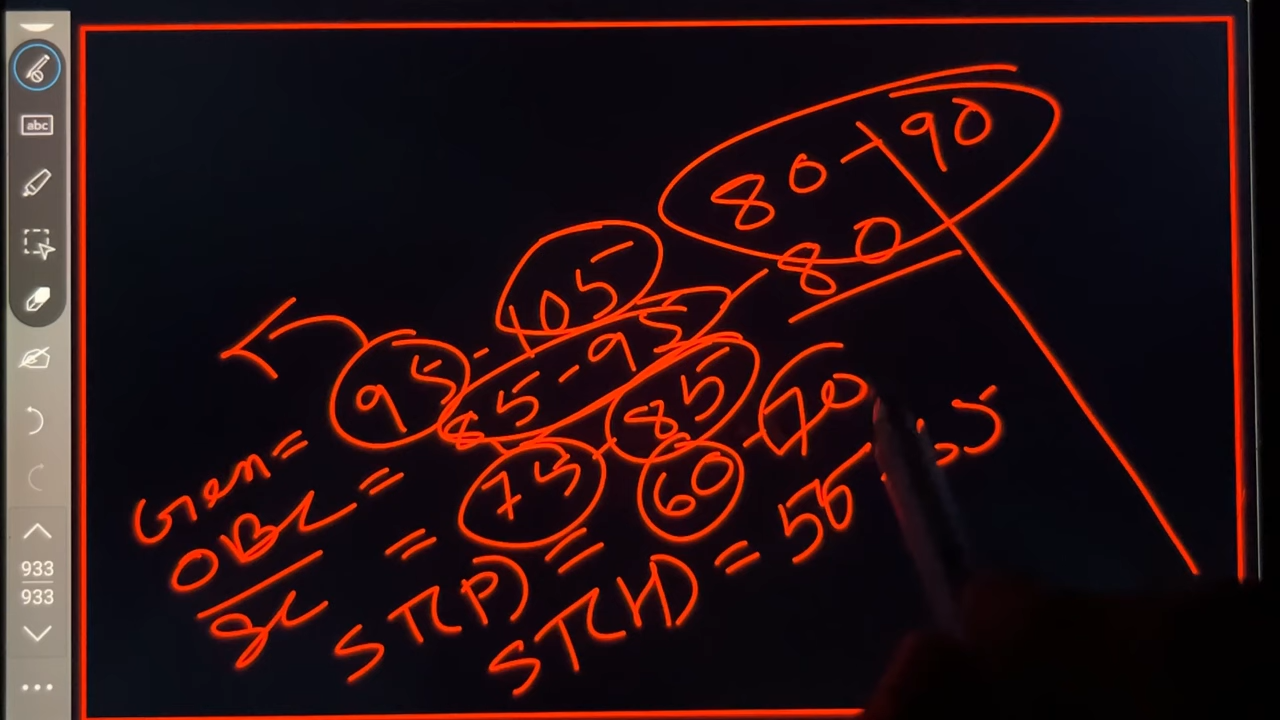 abc
80-90
80
Gen = 95-105
OBC = 85-95
SC = 75-85
ST(P) = 60-70
ST(H) = 55
933
933